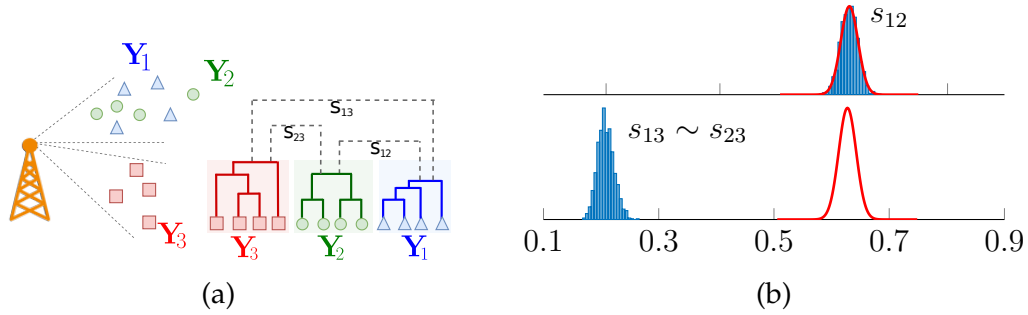 Y1
Y2
Y3
s13
s23
s12
Y3 Y2 Y1
(a)
s12
s13 ∼ s23
0.1 0.3 0.5 0.7 0.9
(b)